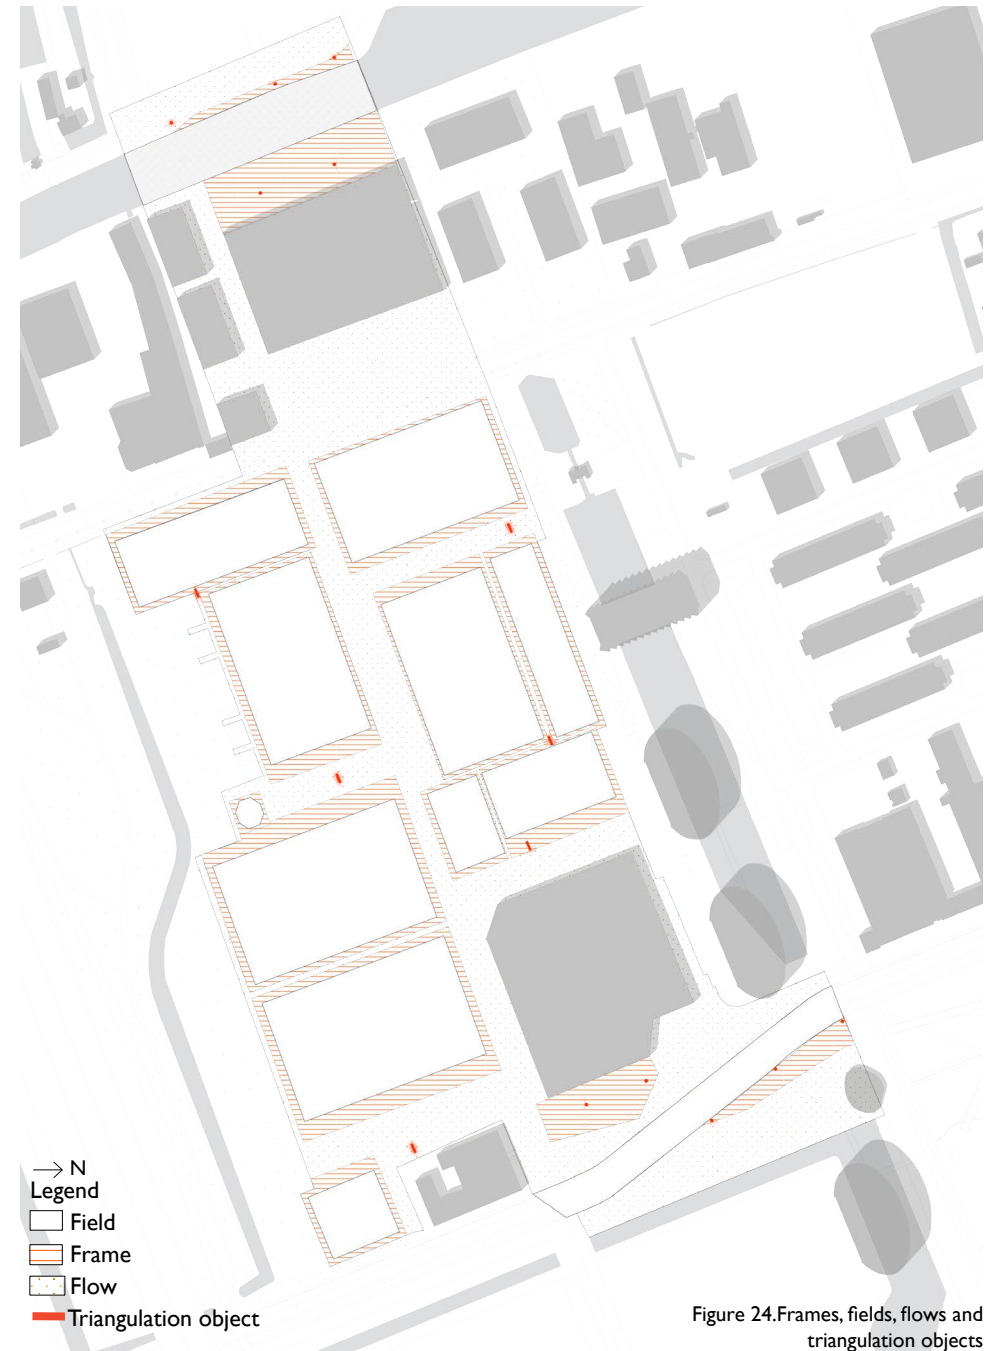 N
Legend
Field
Frame
Flow
Triangulation object
Figure 24.Frames, fields, flows and
triangulation objects